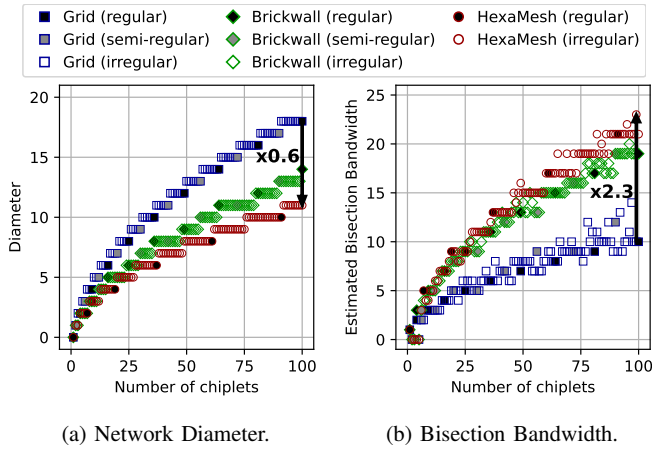 Grid (regular)
Grid (semi-regular)
Grid (irregular)
Brickwall (regular)
Brickwall (semi-regular)
Brickwall (irregular)
HexaMesh (regular)
HexaMesh (irregular)
20
15
10
5
0
Diameter
x0.6
0
25
50
75
100
Number of chiplets
25
20
15
10
5
0
Estimated Bisection Bandwidth
x2.3
0
25
50
75
100
Number of chiplets
(a) Network Diameter.
(b) Bisection Bandwidth.